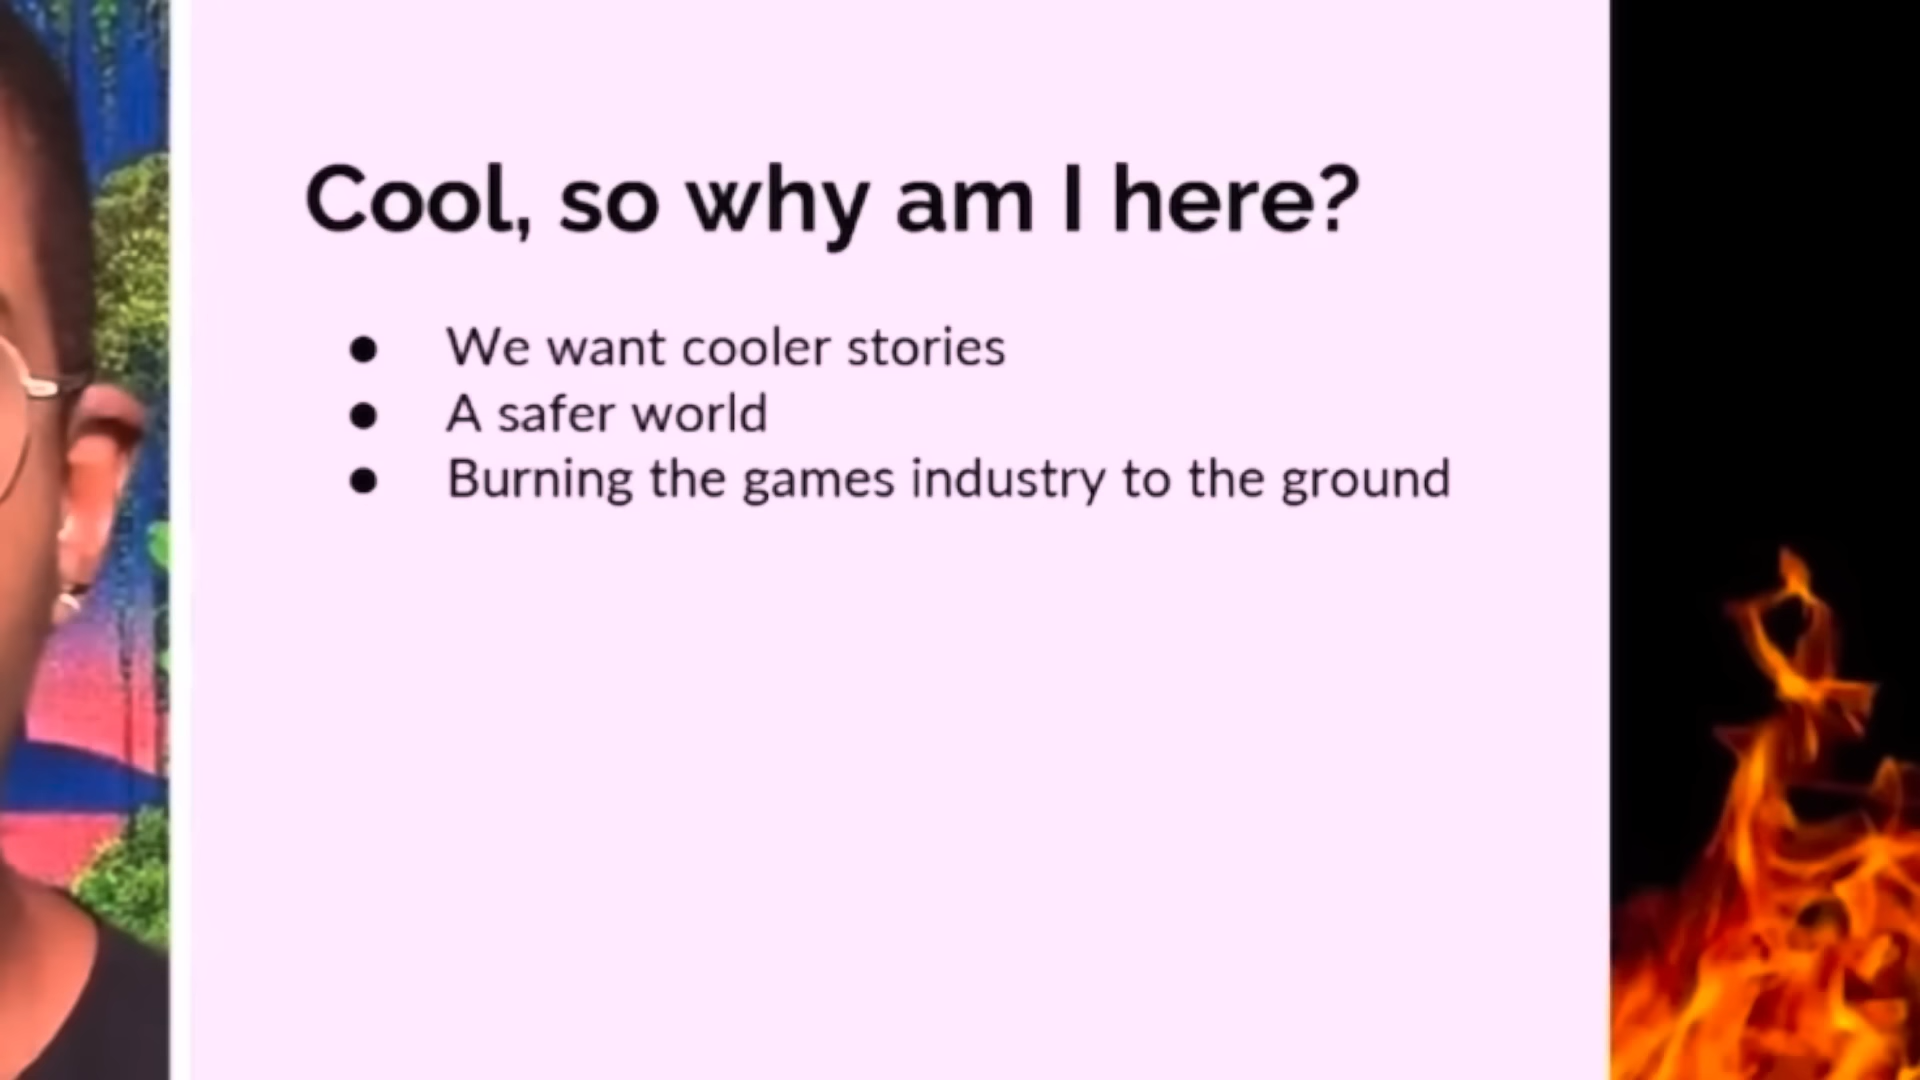 Cool, so why am I here?
● We want cooler stories
● A safer world
● Burning the games industry to the ground